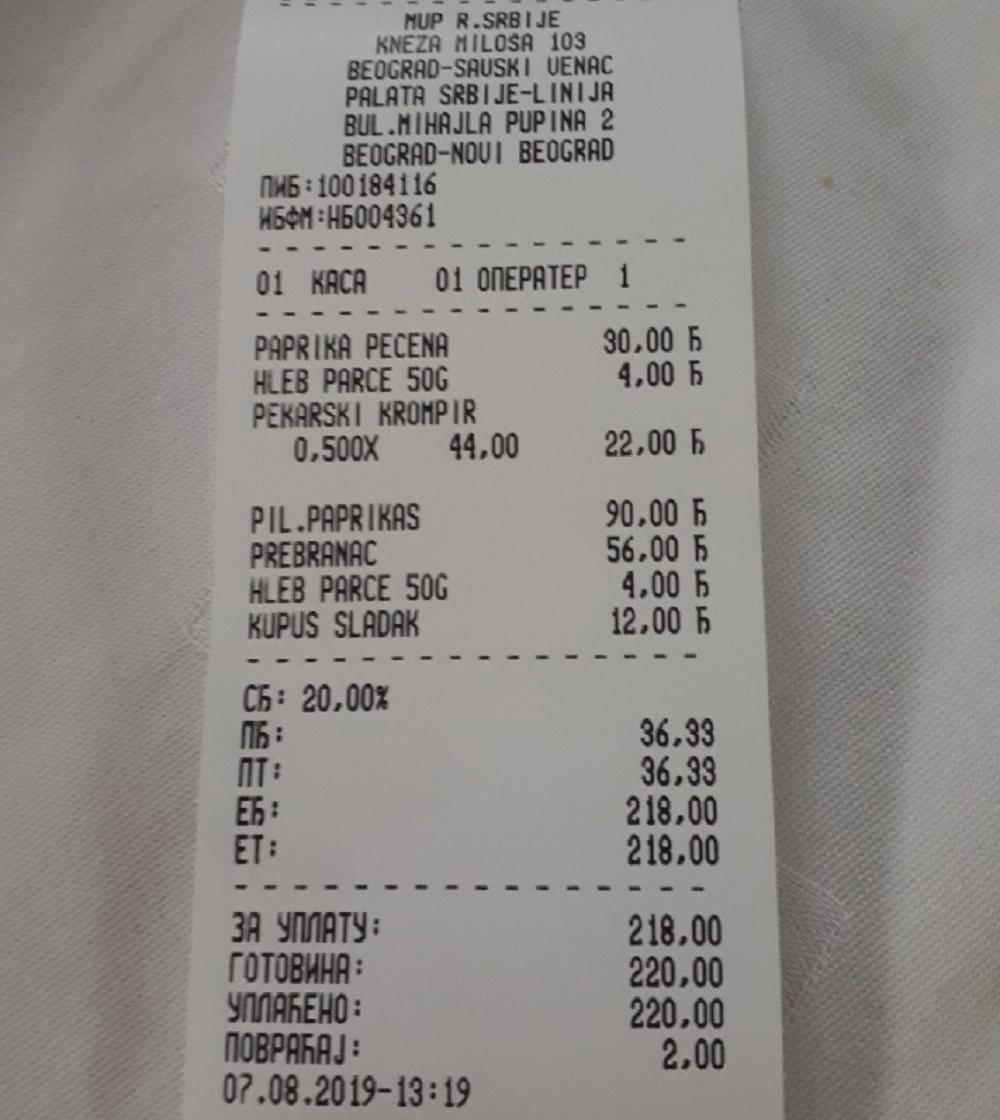 MUP R.SRBIJE
KNEZA MILOSA 103
BEOGRAD-SAVSKI VENAC
PALATA SRBIJE-LINIJA
BUL.MIHAJLA PUPINA 2
BEOGRAD-NOVI BEOGRAD
ПИБ:100184116
ИБФМ:НБ004361
01 КАСА 01 ОПЕРАТЕР 1
PAPRIKA PECENA 30,00 Ђ
HLEB PARCE 50G 4,00 Ђ
PEKARSKI KROMPIR
0,500X 44,00 22,00 Ђ
PIL.PAPRIKAS 90,00 Ђ
PREBRANAC 56,00 Ђ
HLEB PARCE 50G 4,00 Ђ
KUPUS SLADAK 12,00 Ђ
СЂ: 20,00%
ПЂ: 36,33
ПТ: 36,33
ЕЂ: 218,00
ЕТ: 218,00
ЗА УПЛАТУ: 218,00
ГОТОВИНА: 220,00
УПЛАЋЕНО: 220,00
ПОВРАЋАЈ: 2,00
07.08.2019-13:19